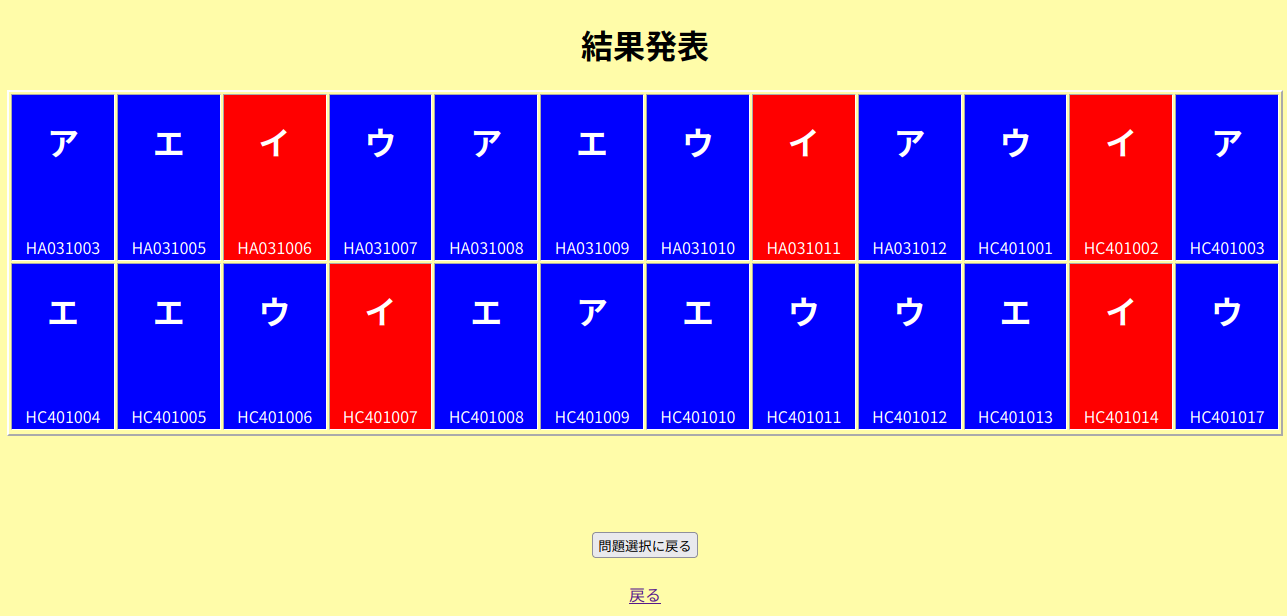 結果発表
ア エ イ ウ ア エ ウ イ ア ウ イ ア
HA031003 HA031005 HA031006 HA031007 HA031008 HA031009 HA031010 HA031011 HA031012 HC401001 HC401002 HC401003
エ エ ウ イ エ ア エ ウ ウ エ イ ウ
HC401004 HC401005 HC401006 HC401007 HC401008 HC401009 HC401010 HC401011 HC401012 HC401013 HC401014 HC401017
問題選択に戻る
戻る